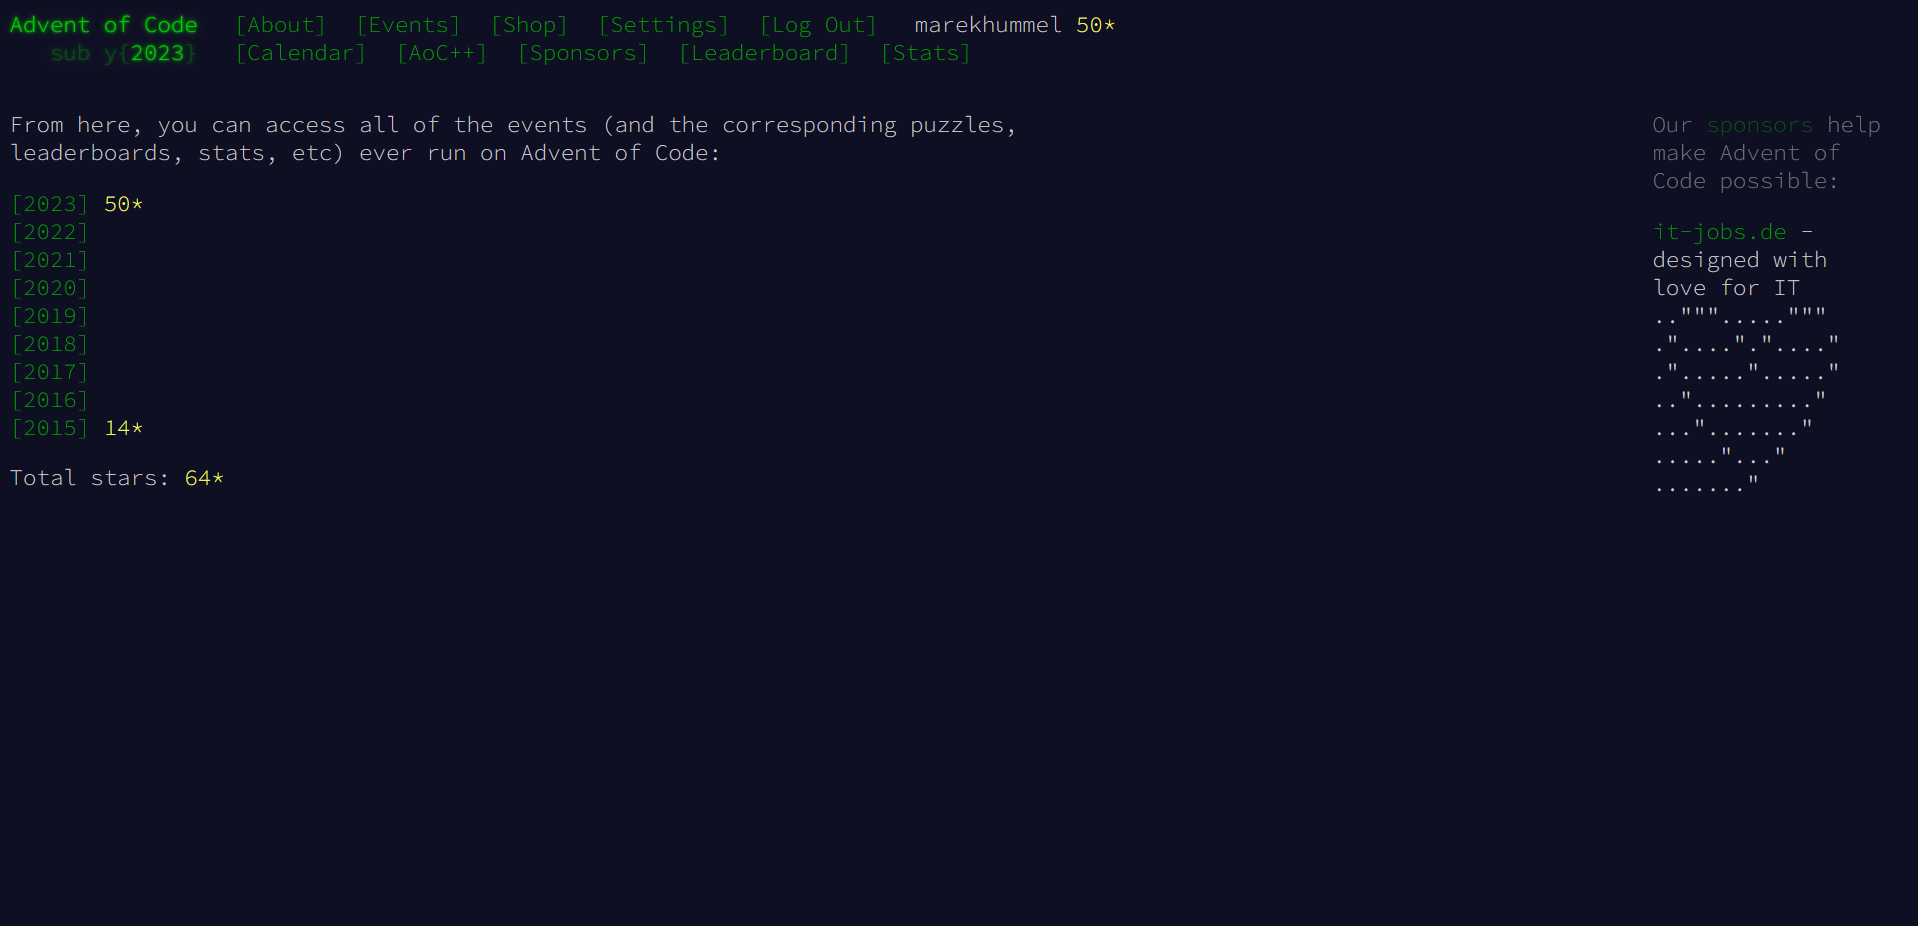 Advent of Code [About] [Events] [Shop] [Settings] [Log Out] marekhummel 50*
sub y{2023} [Calendar] [AoC++] [Sponsors] [Leaderboard] [Stats]
From here, you can access all of the events (and the corresponding puzzles,
leaderboards, stats, etc) ever run on Advent of Code:
[2023] 50*
[2022]
[2021]
[2020]
[2019]
[2018]
[2017]
[2016]
[2015] 14*
Total stars: 64*
Our sponsors help
make Advent of
Code possible:
it-jobs.de -
designed with
love for IT
.."""....."""
."....".“...."
."....."....."
.."........."
..."......."
....."..."
......."